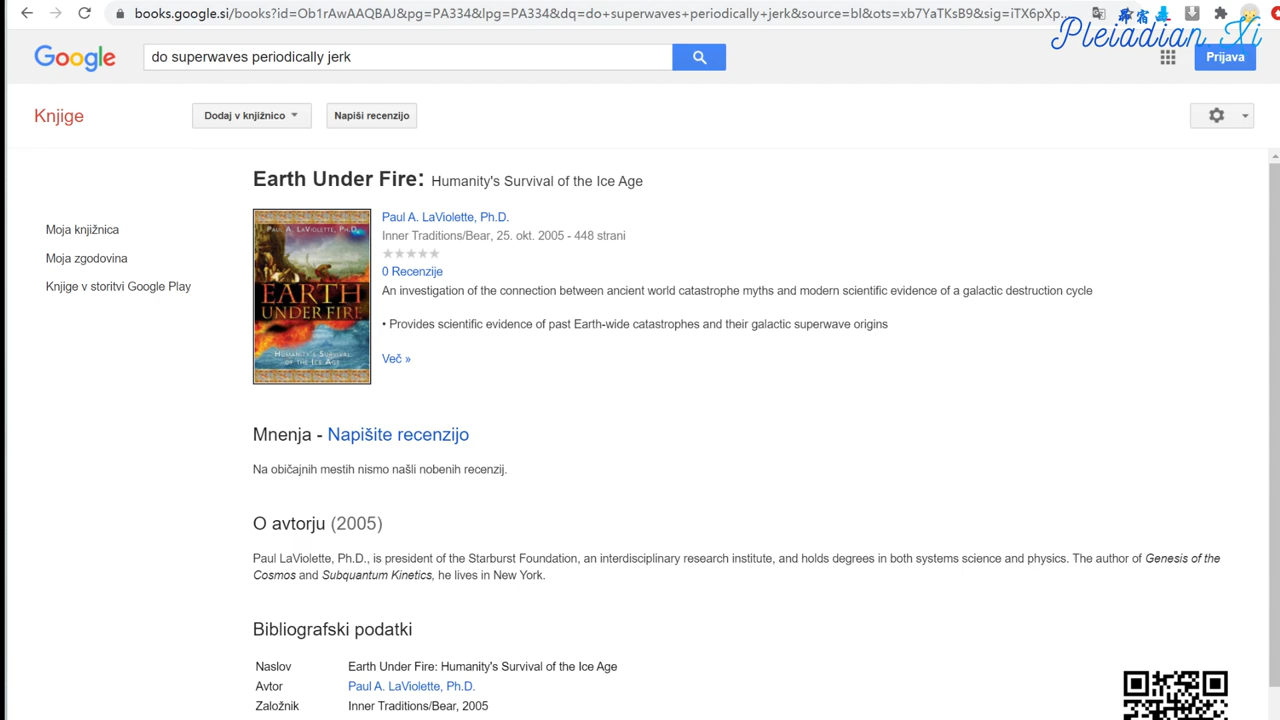 books.google.si/books?id=Ob1rAwAAQBAJ&pg=PA334&lpg=PA334&dq=do+superwaves+periodically+jerk&source=bl&ots=xb7YaTKsB9&sig=iTX6pXp...
Pleiadian. Xi
Google
do superwaves periodically jerk
Prijava
Knjige
Dodaj v knjižnico
Napiši recenzijo
Earth Under Fire: Humanity's Survival of the Ice Age
Moja knjižnica
Moja zgodovina
Knjige v storitvi Google Play
PAUL A. LAVIOLETTE, PH.D.
EARTH
UNDER FIRE
HUMANITY'S SURVIVAL
OF THE ICE AGE
Paul A. LaViolette, Ph.D.
Inner Traditions/Bear, 25. okt. 2005 - 448 strani
0 Recenzije
An investigation of the connection between ancient world catastrophe myths and modern scientific evidence of a galactic destruction cycle
• Provides scientific evidence of past Earth-wide catastrophes and their galactic superwave origins
Več »
Mnenja - Napišite recenzijo
Na običajnih mestih nismo našli nobenih recenzij.
O avtorju (2005)
Paul LaViolette, Ph.D., is president of the Starburst Foundation, an interdisciplinary research institute, and holds degrees in both systems science and physics. The author of Genesis of the
Cosmos and Subquantum Kinetics, he lives in New York.
Bibliografski podatki
Naslov Earth Under Fire: Humanity's Survival of the Ice Age
Avtor Paul A. LaViolette, Ph.D.
Založnik Inner Traditions/Bear, 2005